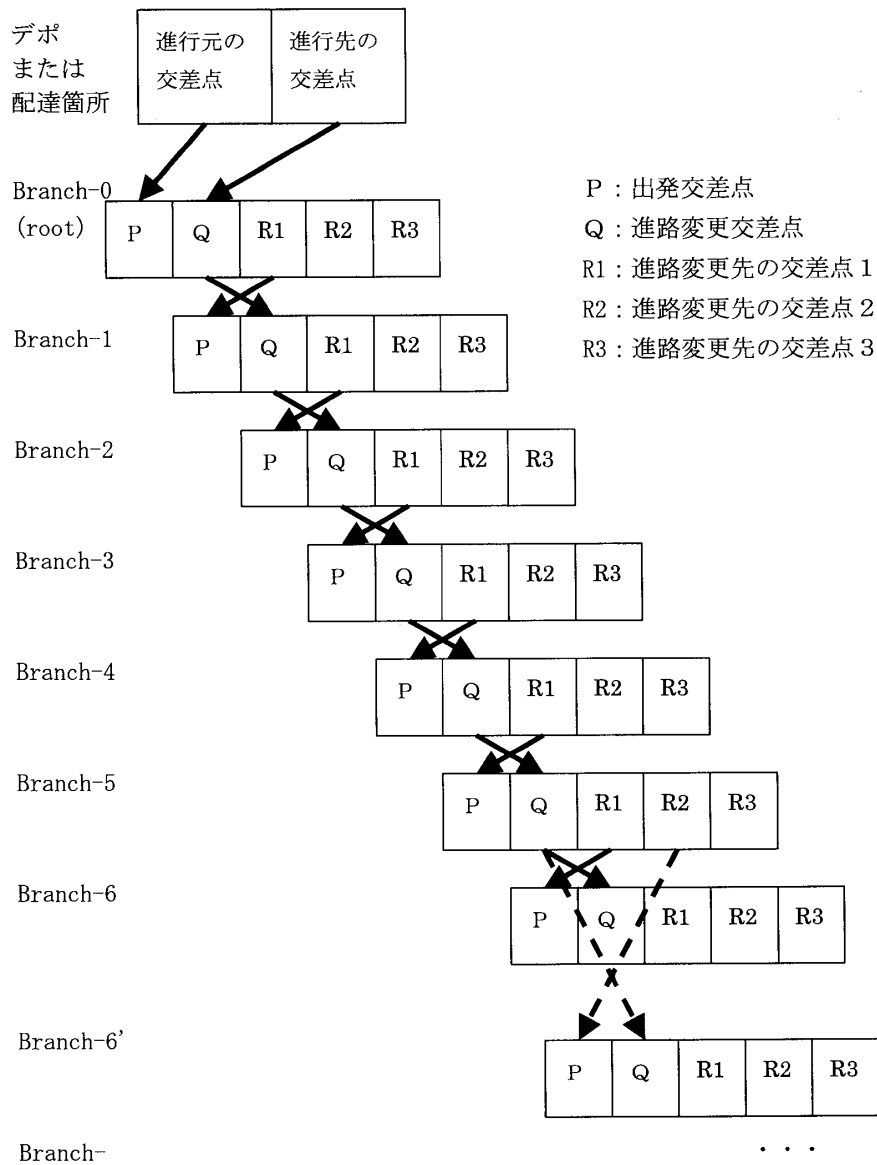 デポ
または
配達箇所
進行元の
交差点
進行先の
交差点
Branch-0
(root)
P Q R1 R2 R3
P：出発交差点
Q：進路変更交差点
R1：進路変更先の交差点1
R2：進路変更先の交差点2
R3：進路変更先の交差点3
Branch-1
P Q R1 R2 R3
Branch-2
P Q R1 R2 R3
Branch-3
P Q R1 R2 R3
Branch-4
P Q R1 R2 R3
Branch-5
P Q R1 R2 R3
Branch-6
P Q R1 R2 R3
Branch-6'
P Q R1 R2 R3
Branch-
・・・